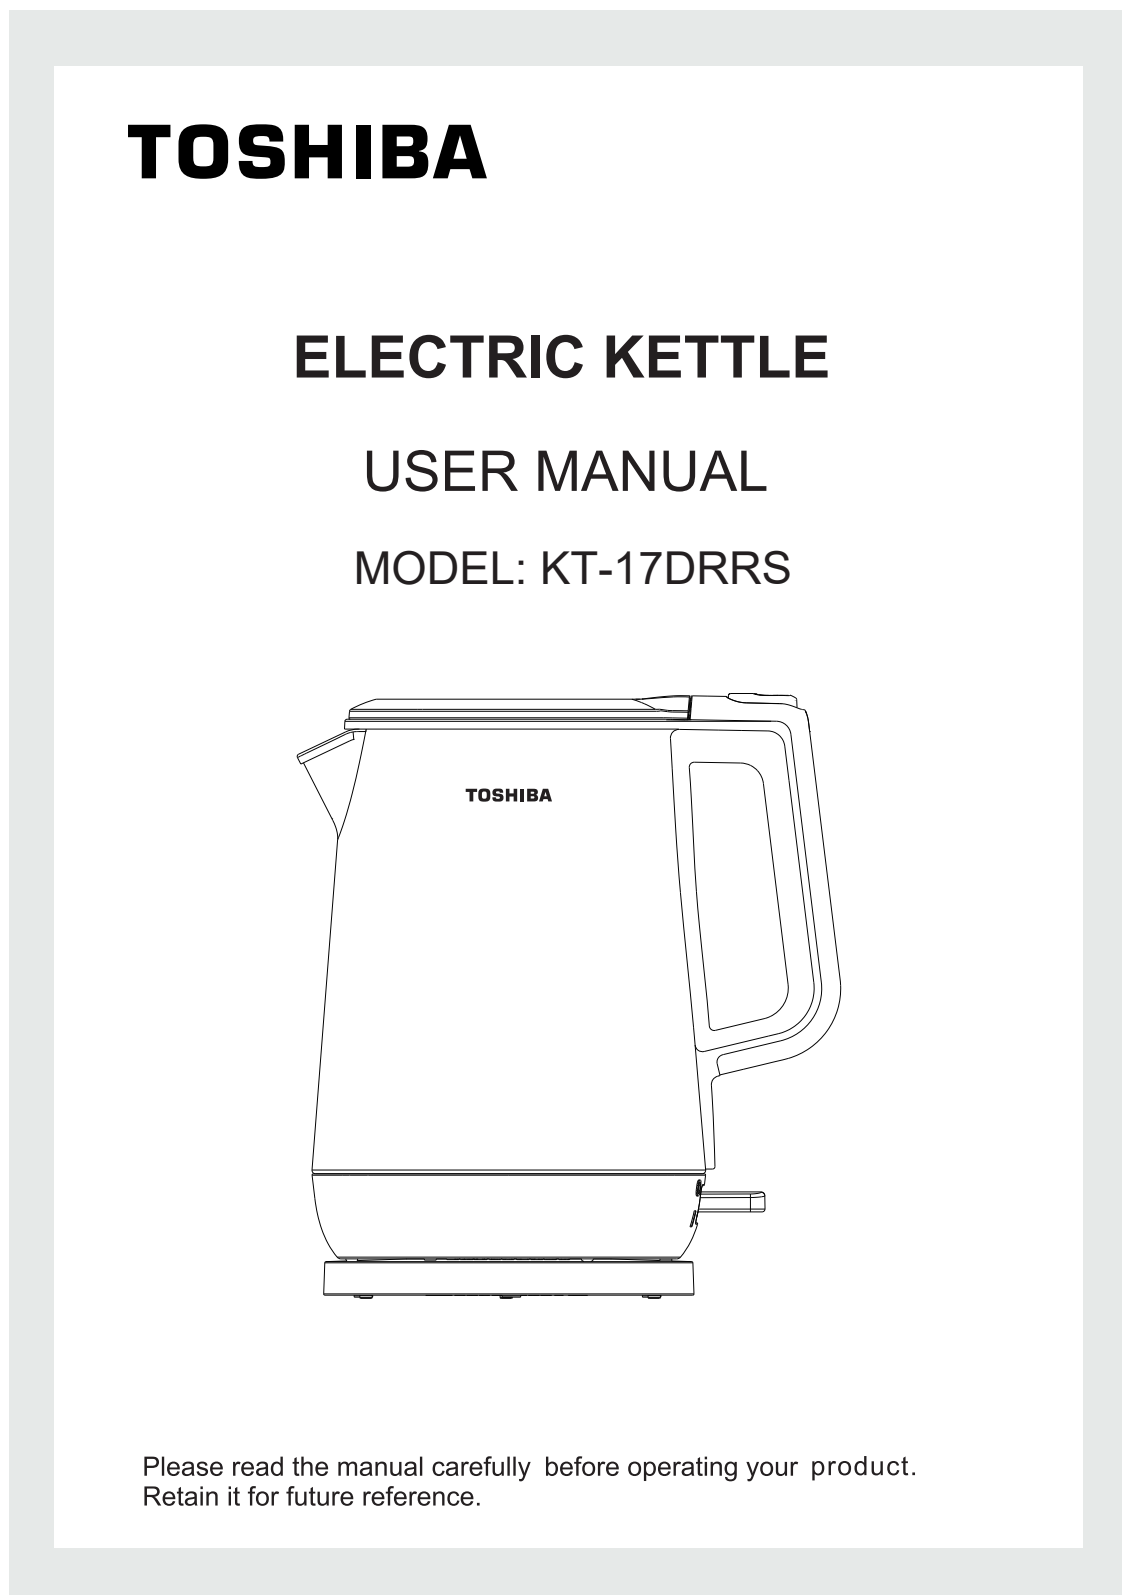 TOSHIBA
ELECTRIC KETTLE
USER MANUAL
MODEL: KT-17DRRS
TOSHIBA
Please read the manual carefully before operating your product.
Retain it for future reference.